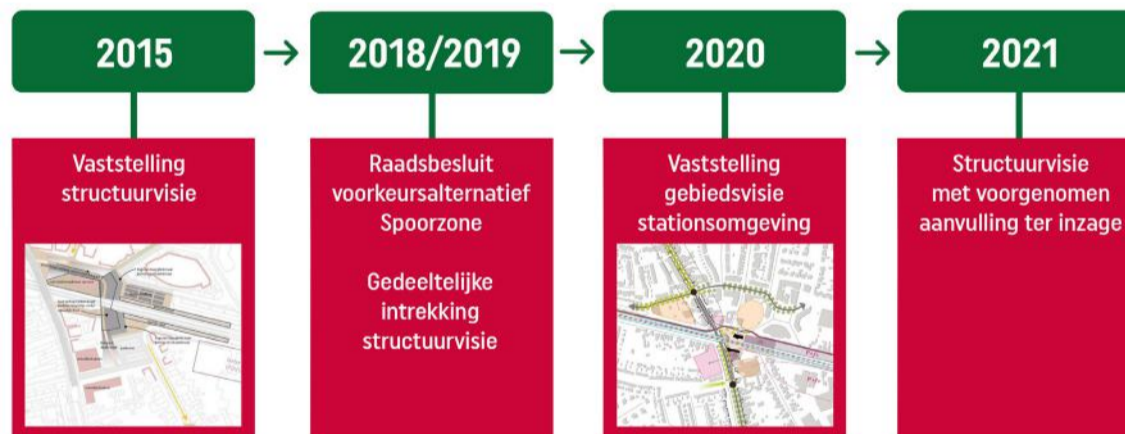 2015
2018/2019
2020
2021
Vaststelling
structuurvisie
Raadsbesluit
voorkeursalternatief
Spoorzone
Gedeeltelijke
intrekking
structuurvisie
Vaststelling
gebiedsvisie
stationsomgeving
Structuurvisie
met voorgenomen
aanvulling ter inzage